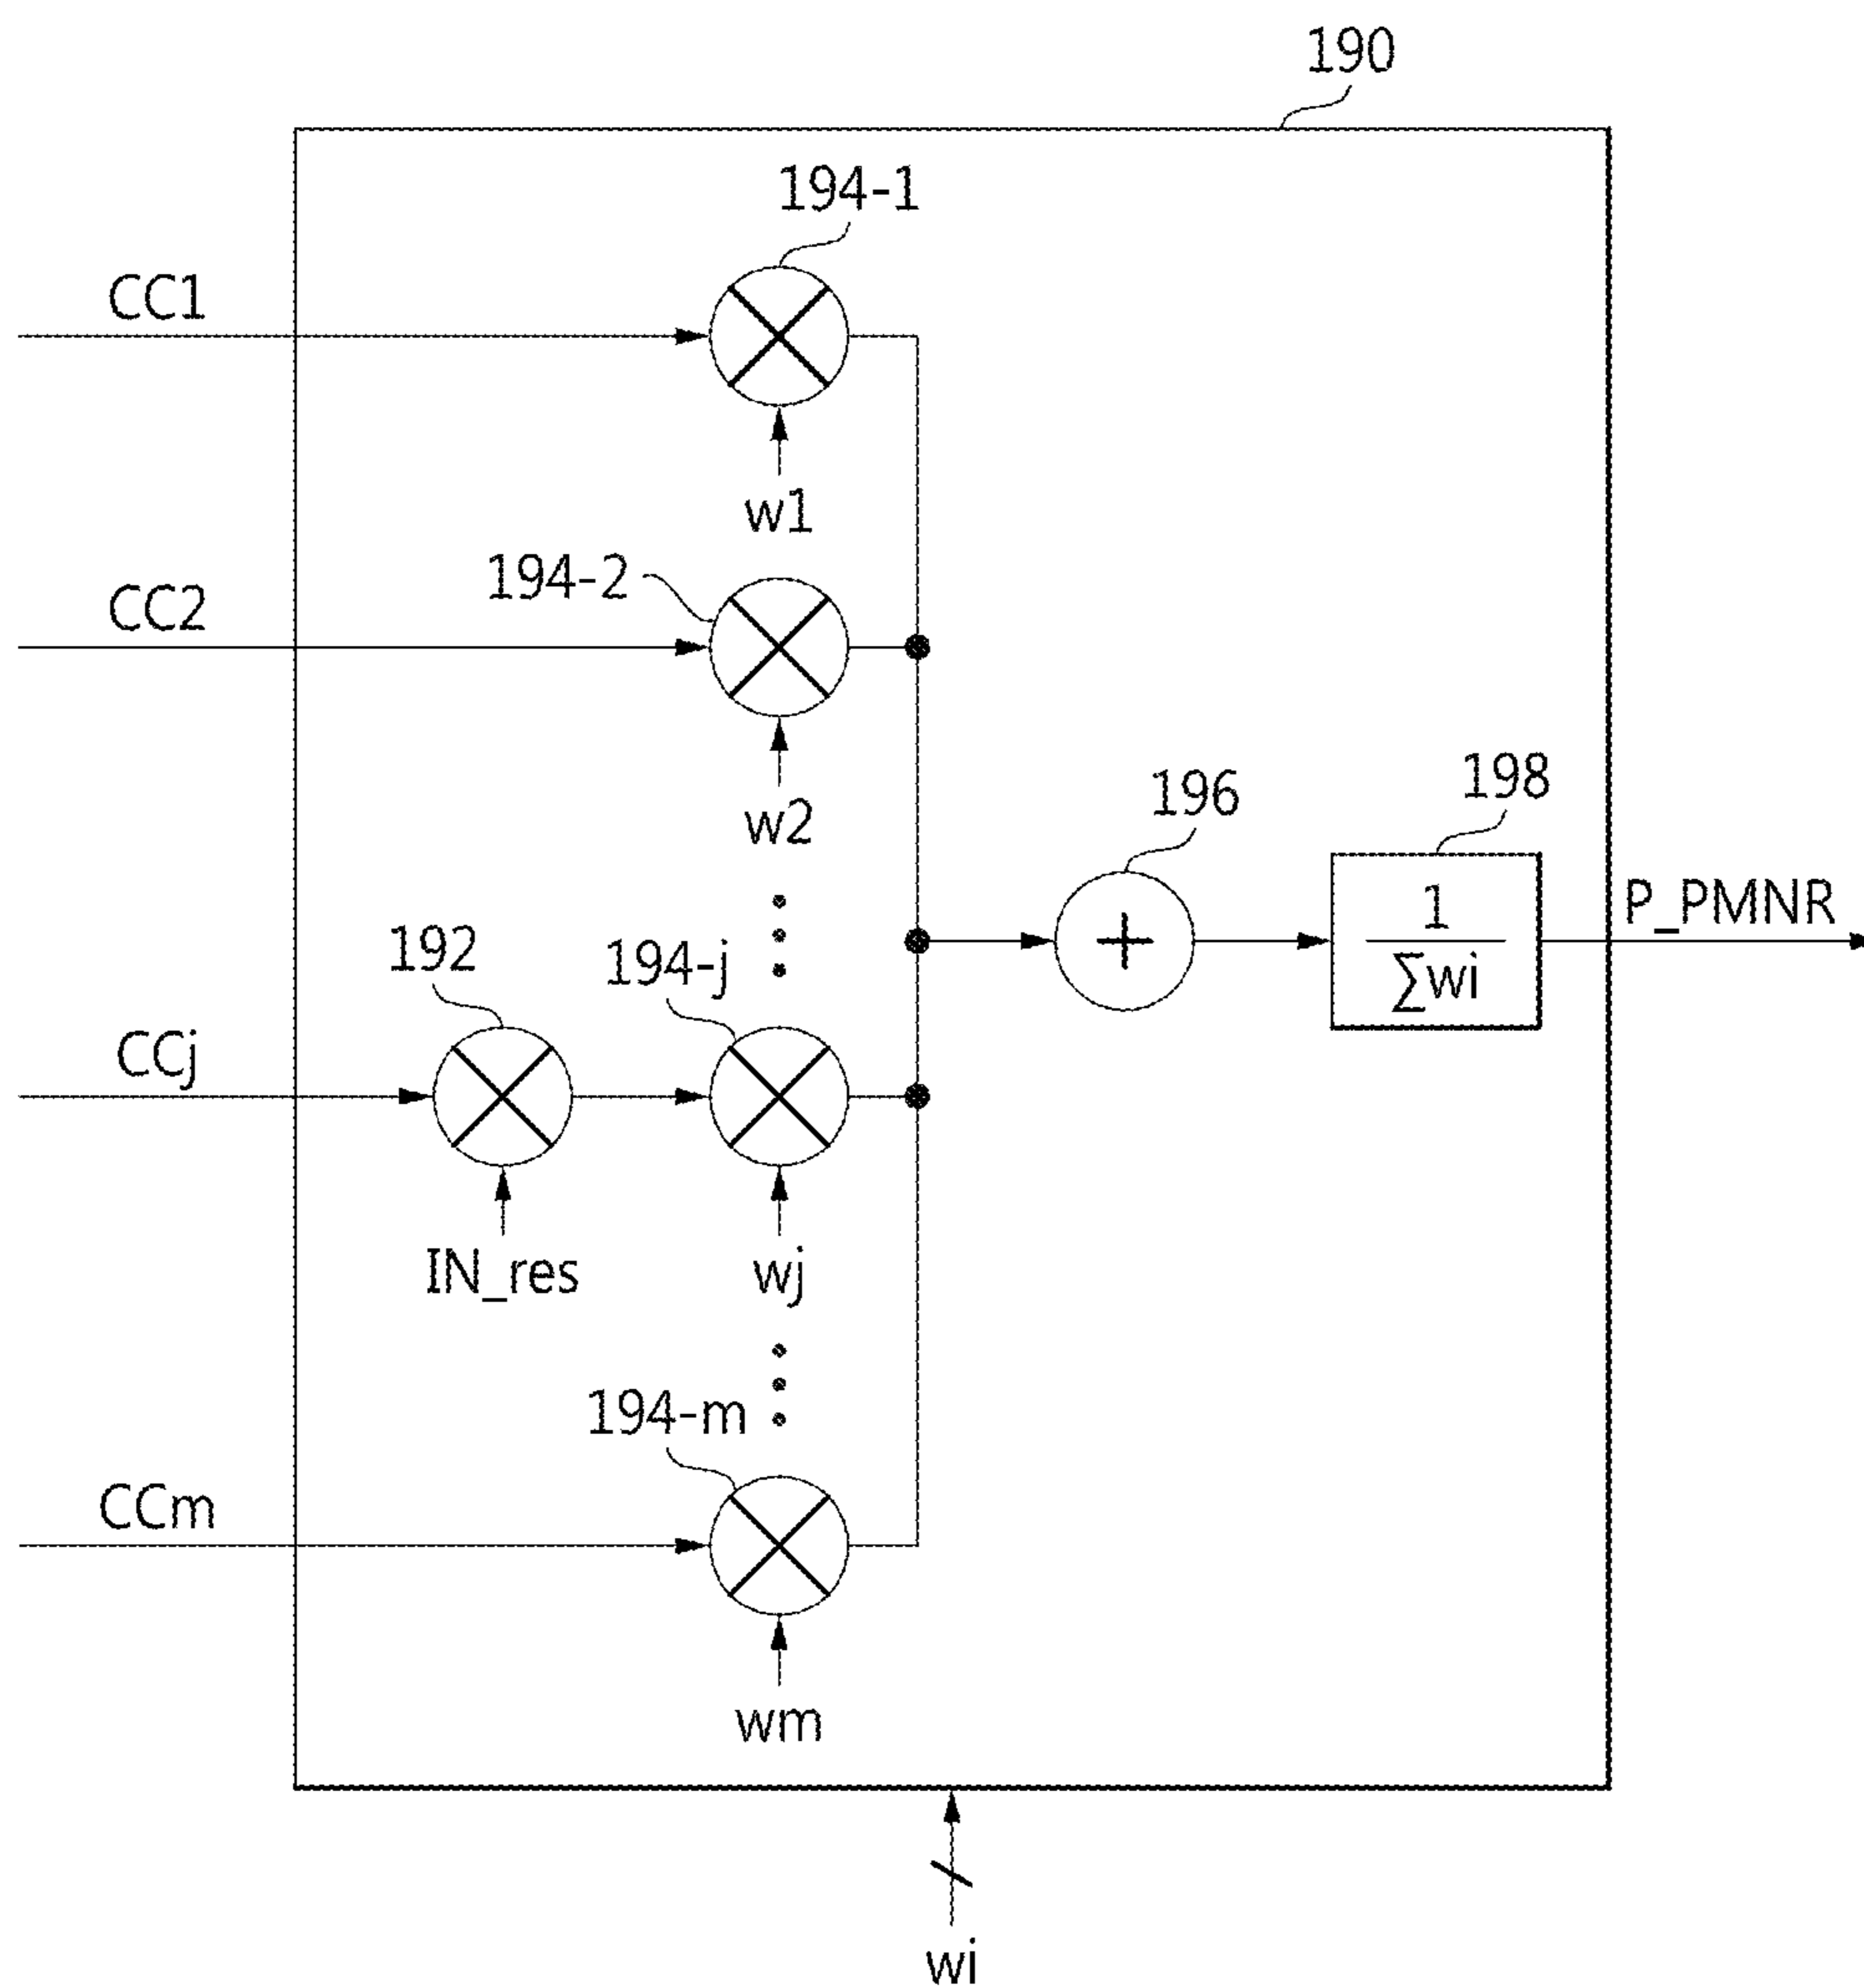 190
194-1
CC1
w1
194-2
CC2
w2
196
198
1
∑wi
P_PMNR
192
194-j
CCj
IN_res
wj
194-m
CCm
wm
wi